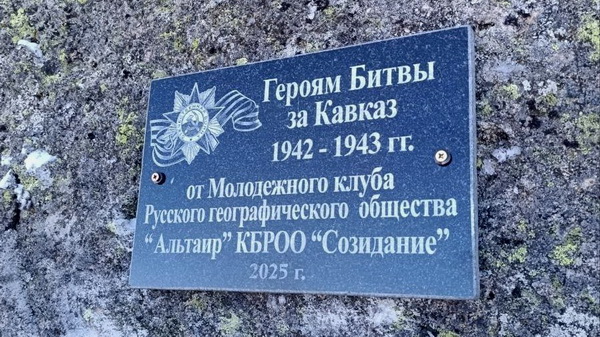 Героям Битвы
за Кавказ
1942 - 1943 гг.
от Молодежного клуба
Русского географического общества
“Альтаир” КБРОО “Созидание”
2025 г.